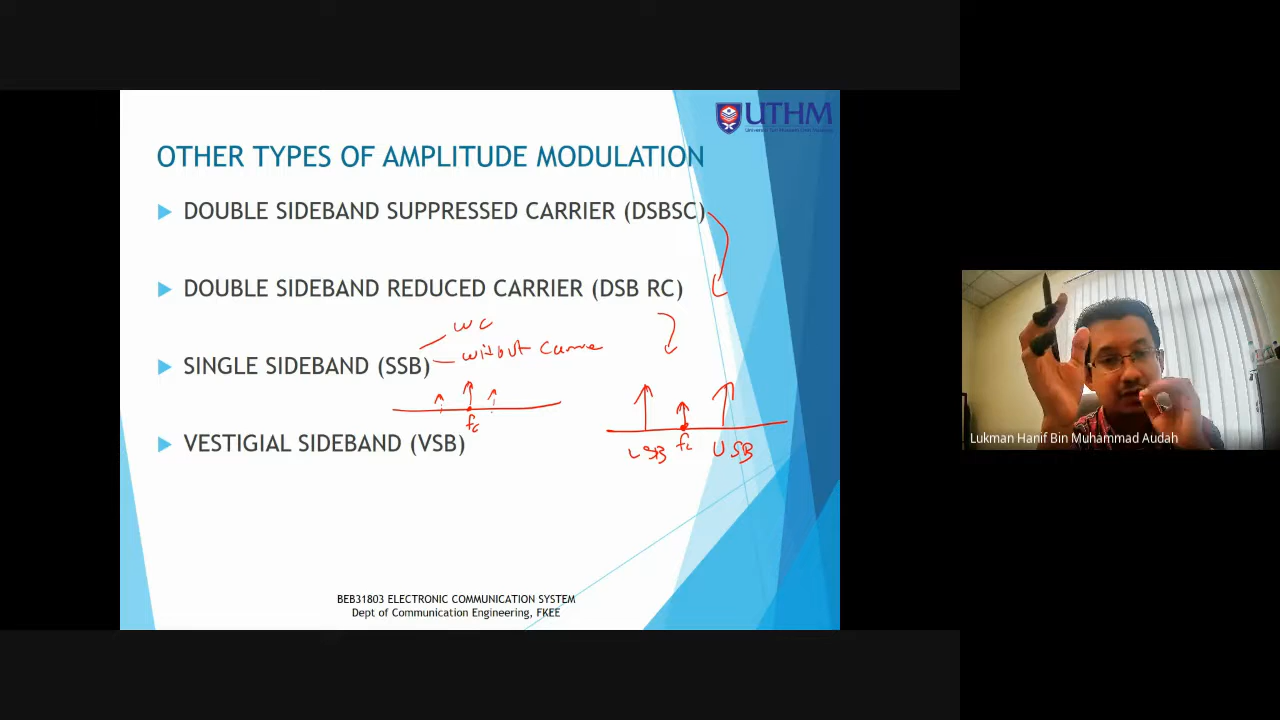 UTHM
OTHER TYPES OF AMPLITUDE MODULATION
DOUBLE SIDEBAND SUPPRESSED CARRIER (DSBSC)
DOUBLE SIDEBAND REDUCED CARRIER (DSB RC)
WC
without Carrie
SINGLE SIDEBAND (SSB)
fc
VESTIGIAL SIDEBAND (VSB)
LSB fc USB
Lukman Hanif Bin Muhammad Audah
BEB31803 ELECTRONIC COMMUNICATION SYSTEM
Dept of Communication Engineering, FKEE